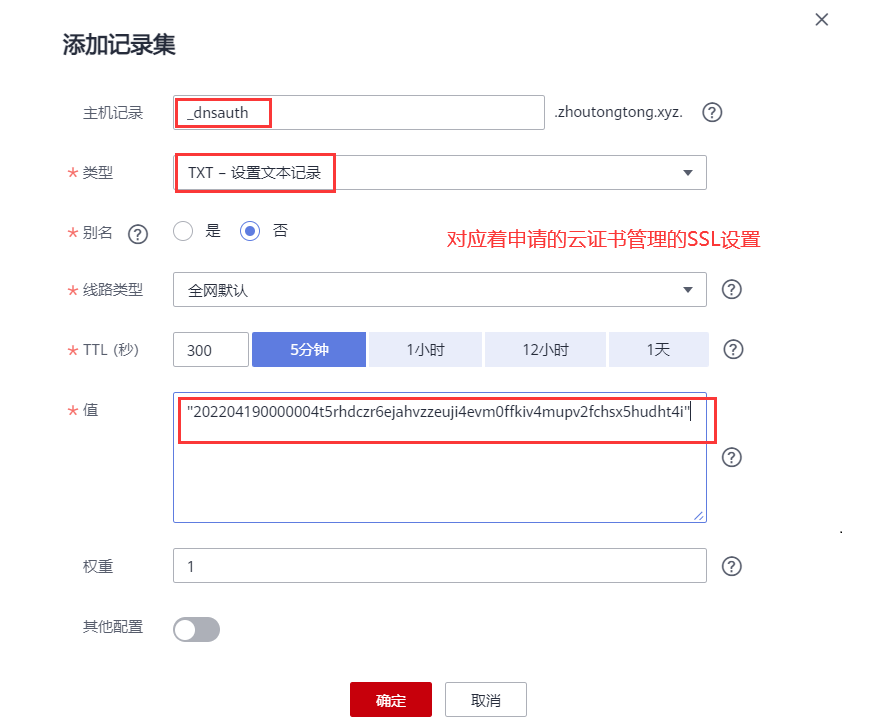 添加记录集
主机记录 _dnsauth .zhoutongtong.xyz. ?
* 类型 TXT – 设置文本记录
* 别名 ? 是 否
对应着申请的云证书管理的SSL设置
* 线路类型 全网默认 ?
* TTL (秒) 300 5分钟 1小时 12小时 1天 ?
* 值 "202204190000004t5rhdczr6ejahvzzeuji4evm0ffkiv4mupv2fchsx5hudht4i" ?
权重 1 ?
其他配置
确定 取消